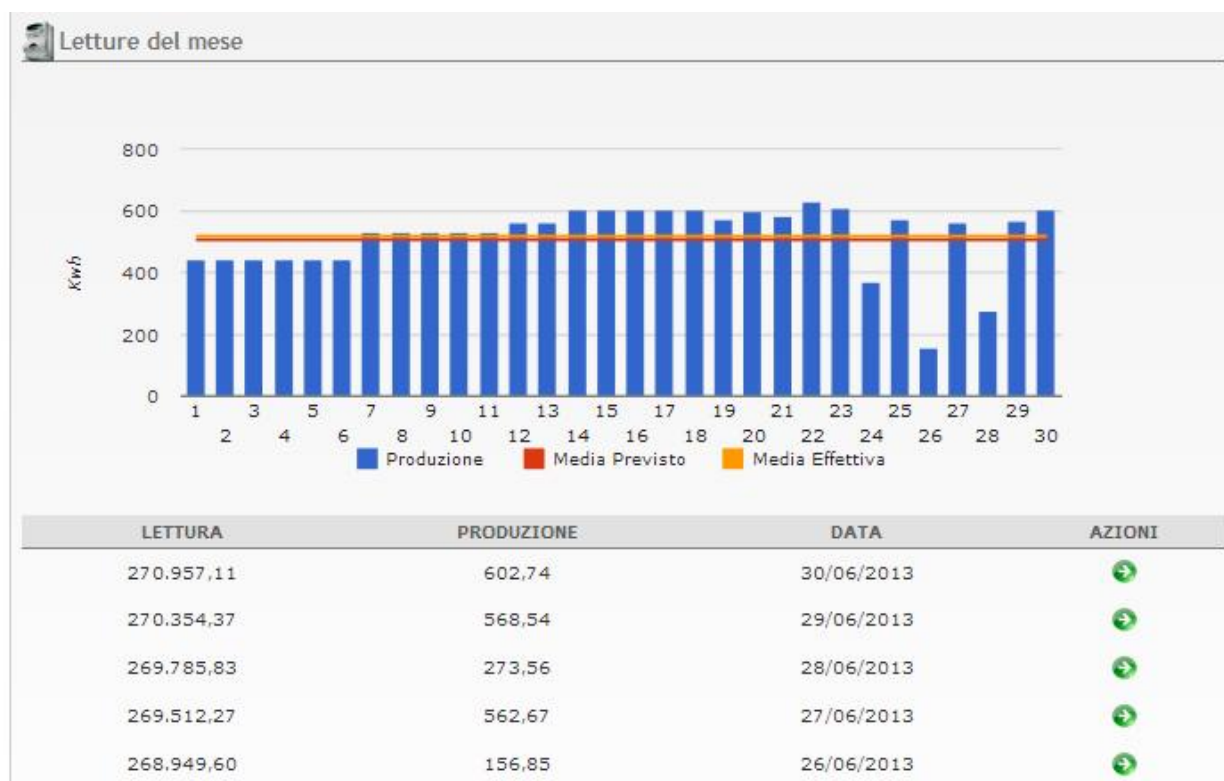 Letture del mese
800
600
400
200
0
Kwh
1 3 5 7 9 11 13 15 17 19 21 23 25 27 29
2 4 6 8 10 12 14 16 18 20 22 24 26 28 30
Produzione Media Previsto Media Effettiva
LETTURA PRODUZIONE DATA AZIONI
270.957,11 602,74 30/06/2013
270.354,37 568,54 29/06/2013
269.785,83 273,56 28/06/2013
269.512,27 562,67 27/06/2013
268.949,60 156,85 26/06/2013